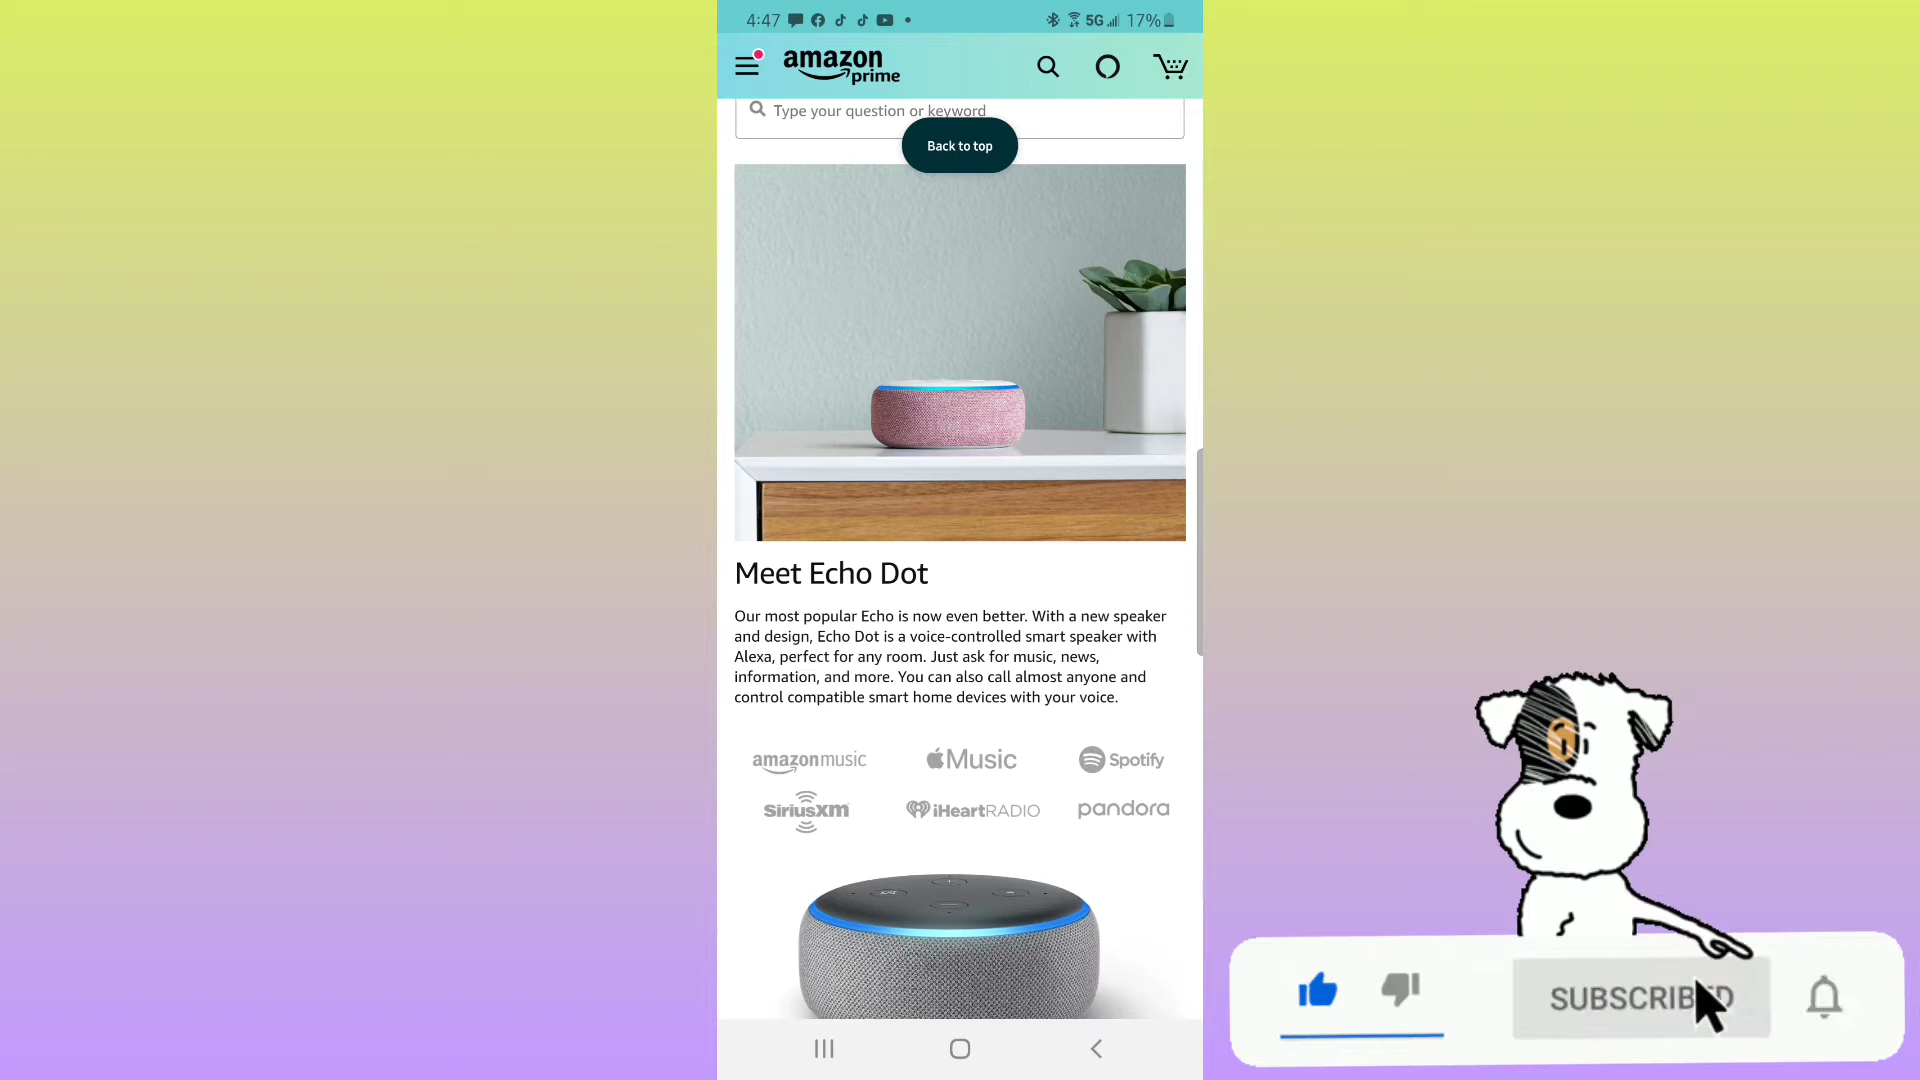 4:47
5G 17%
amazon
prime
Type your question or keyword
Back to top
Meet Echo Dot
Our most popular Echo is now even better. With a new speaker
and design, Echo Dot is a voice-controlled smart speaker with
Alexa, perfect for any room. Just ask for music, news,
information, and more. You can also call almost anyone and
control compatible smart home devices with your voice.
amazon music
Music
Spotify
SiriusXM
iHeartRADIO
pandora
SUBSCRIBED